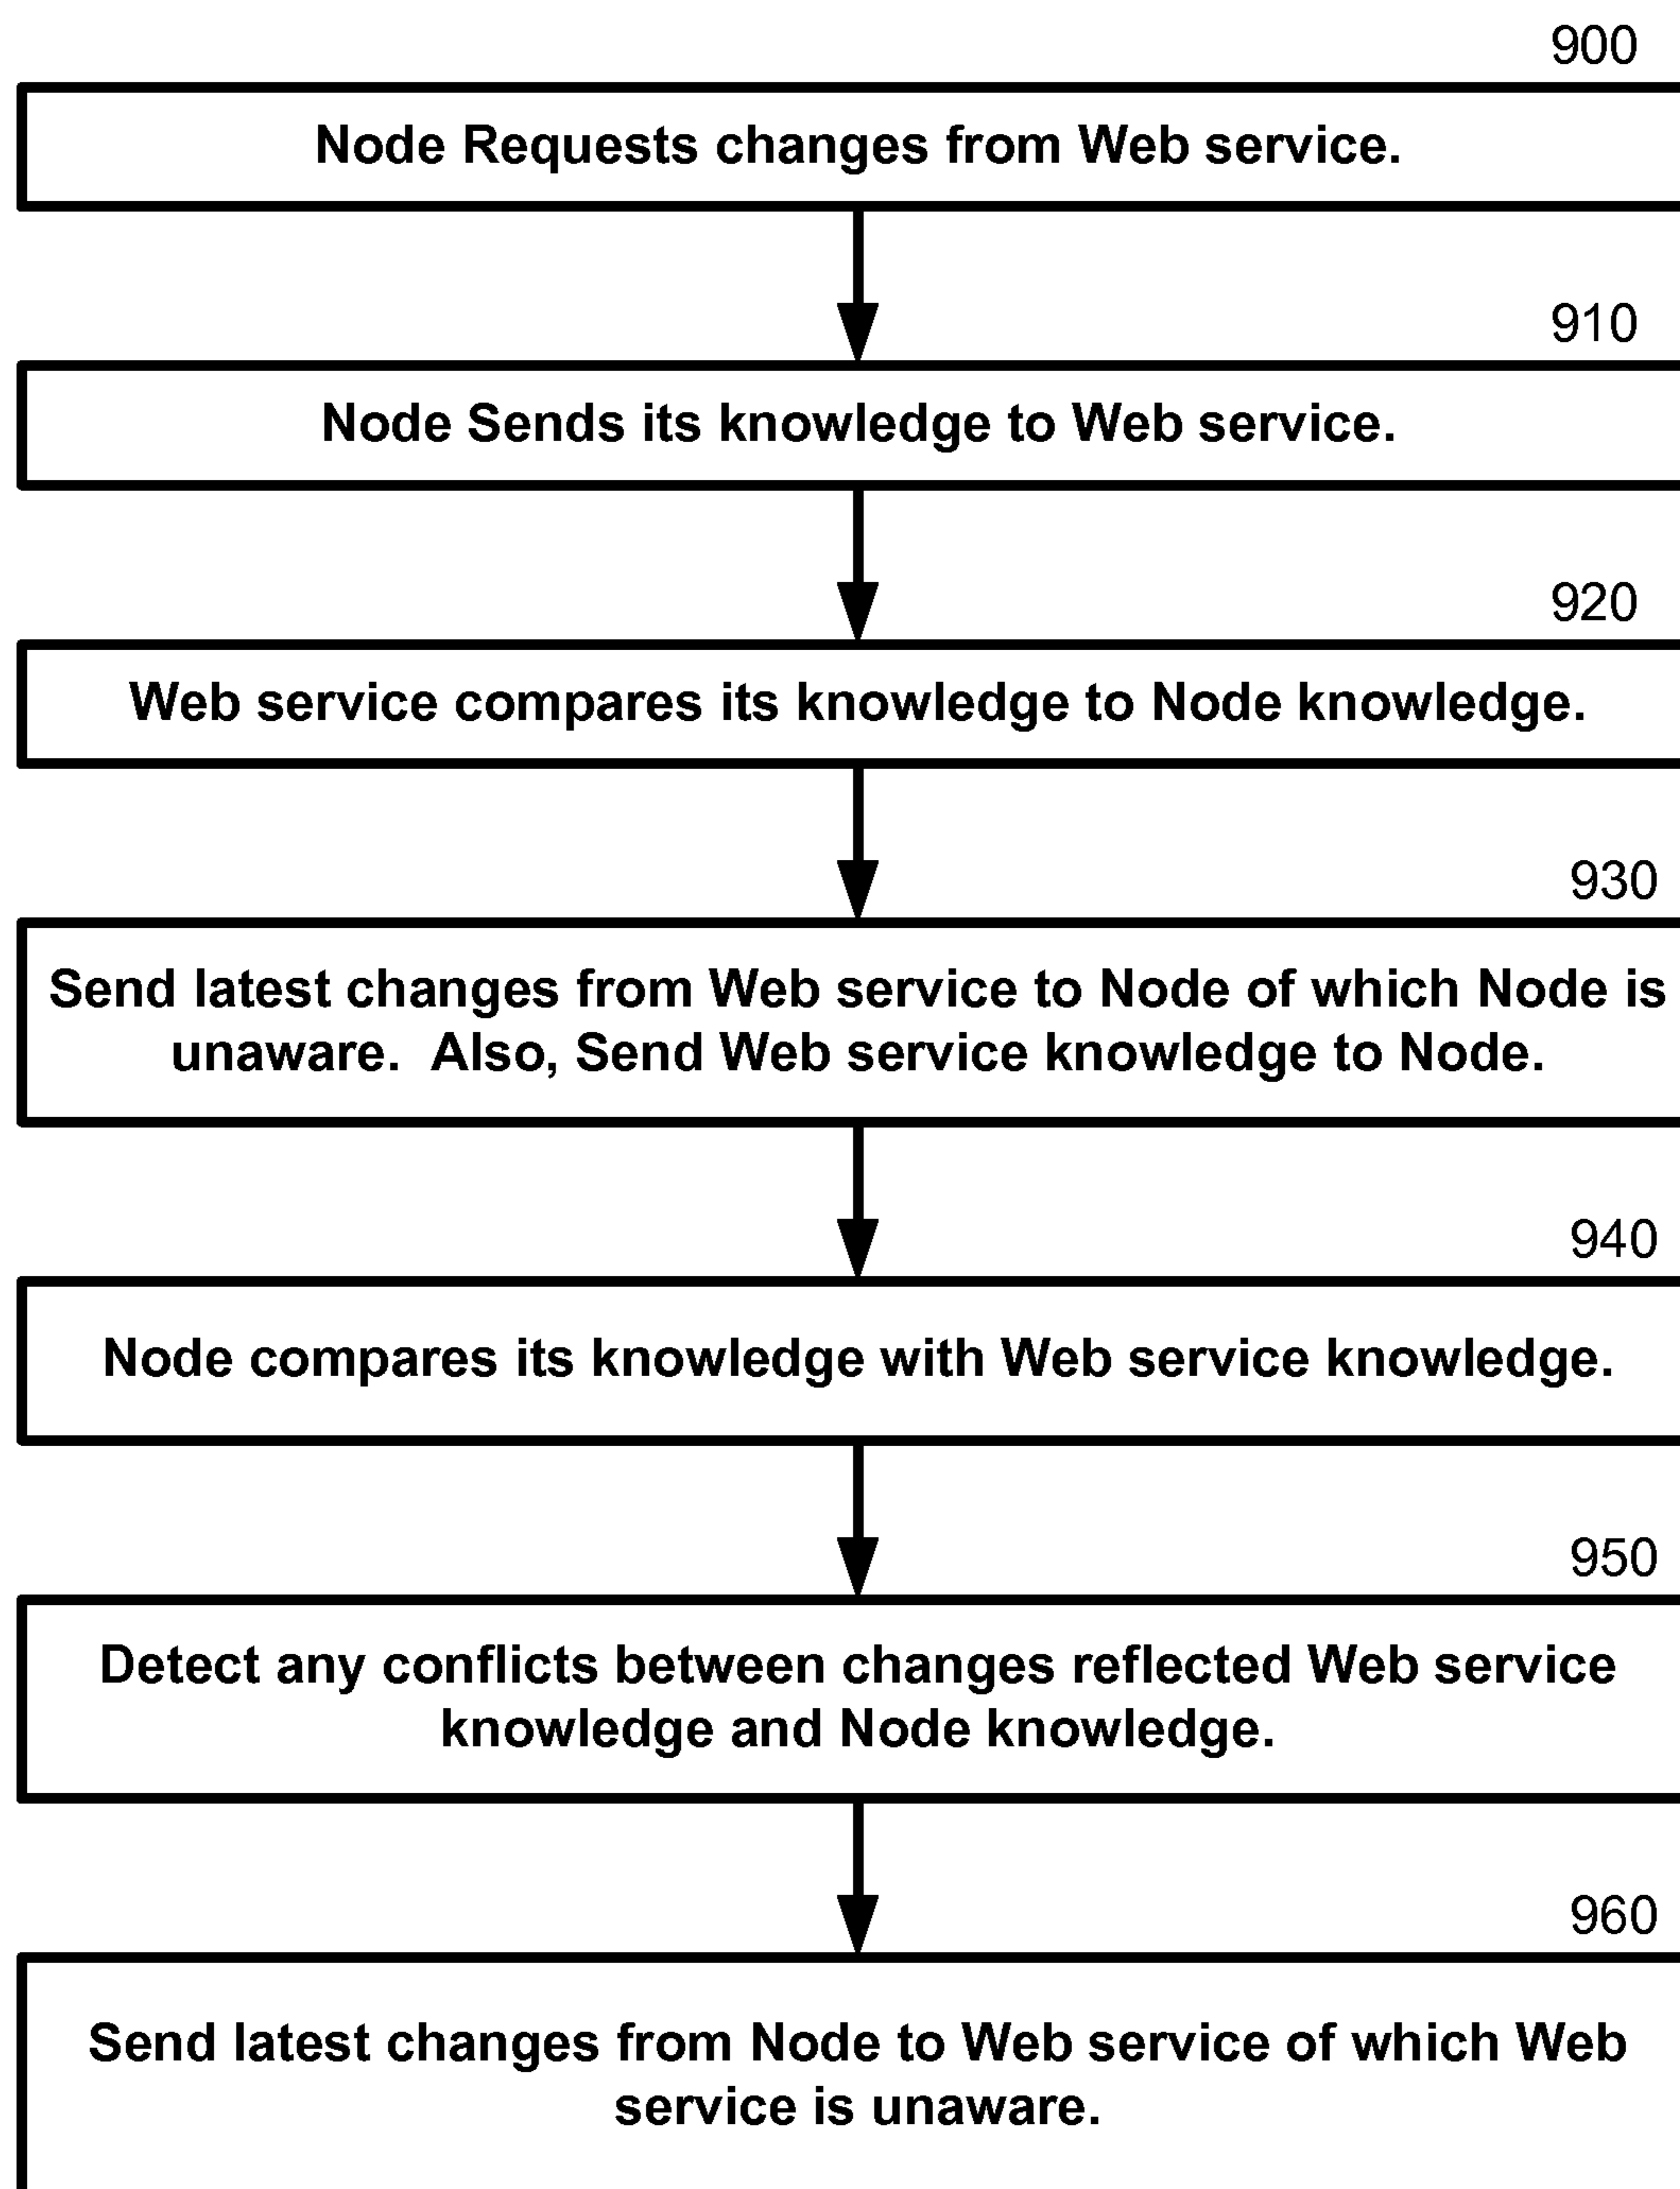 900
Node Requests changes from Web service.
910
Node Sends its knowledge to Web service.
920
Web service compares its knowledge to Node knowledge.
930
Send latest changes from Web service to Node of which Node is
unaware.  Also, Send Web service knowledge to Node.
940
Node compares its knowledge with Web service knowledge.
950
Detect any conflicts between changes reflected Web service
knowledge and Node knowledge.
960
Send latest changes from Node to Web service of which Web
service is unaware.